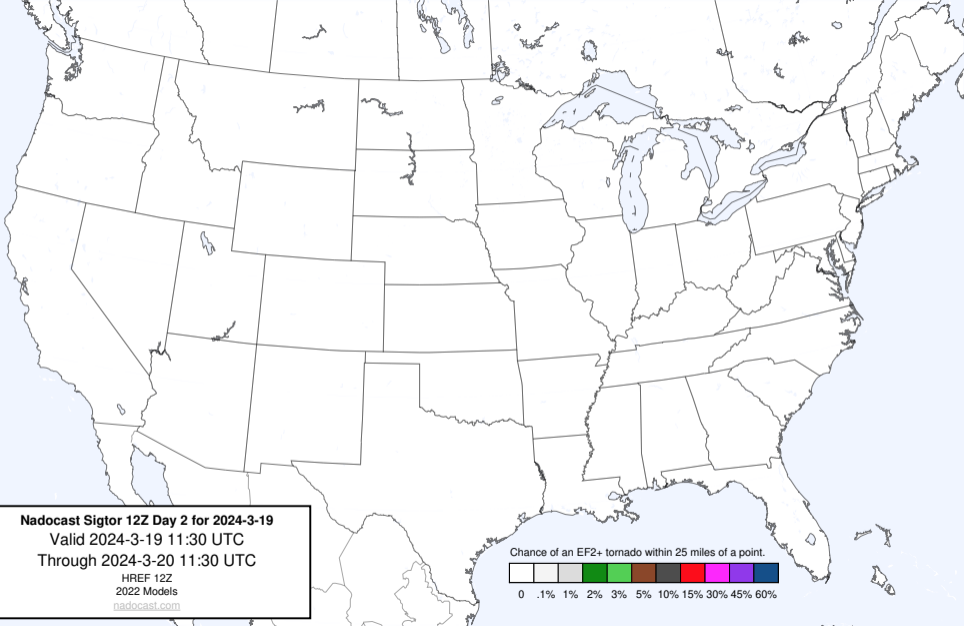 Nadocast Sigtor 12Z Day 2 for 2024-3-19
Valid 2024-3-19 11:30 UTC
Through 2024-3-20 11:30 UTC
HREF 12Z
2022 Models
nadocast.com
Chance of an EF2+ tornado within 25 miles of a point.
0 .1% 1% 2% 3% 5% 10% 15% 30% 45% 60%